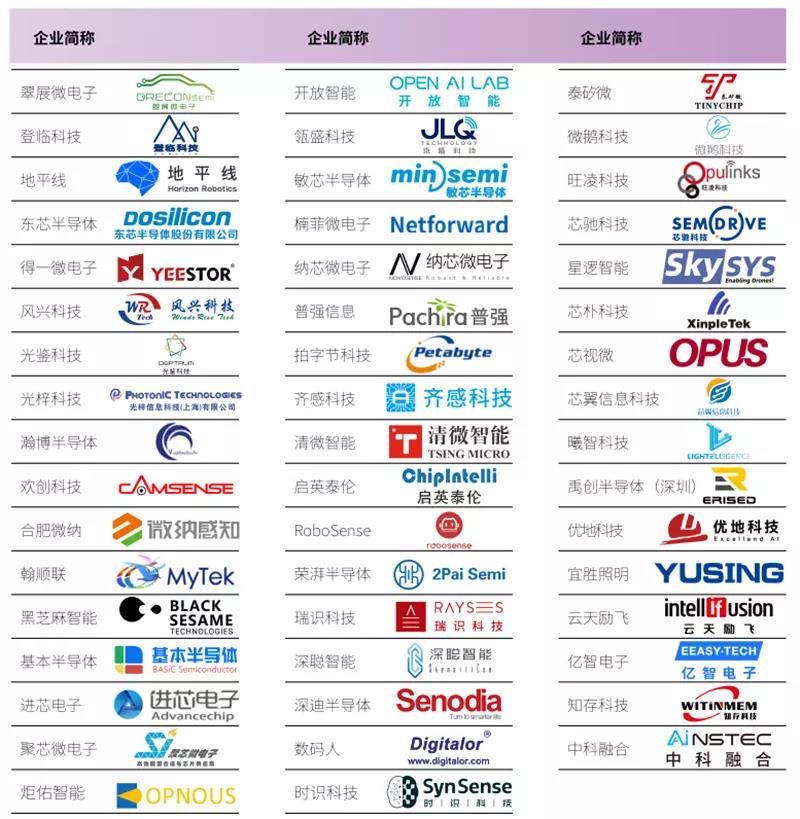 企业简称
企业简称
企业简称
翠展微电子
GRECONSEMI
翠展微电子
登临科技
登临科技
地平线
地平线
Horizon Robotics
东芯半导体
DOSILICON
东芯半导体股份有限公司
得一微电子
YEESTOR
风兴科技
WR
Tech
风兴科技
Winds Rise Tech
光鉴科技
DEPTRUM
光鉴科技
光梓科技
PHOTONIC TECHNOLOGIES
光梓信息科技(上海)有限公司
瀚博半导体
欢创科技
CAMSENSE
合肥微纳
微纳感知
翰顺联
MyTek
黑芝麻智能
BLACK
SESAME
TECHNOLOGIES
基本半导体
基本半导体
BASiC Semiconductor
进芯电子
进芯电子
Advancechip
聚芯微电子
聚芯微电子
炬佑智能
OPNOUS
开放智能
OPEN AI LAB
开放智能
瓴盛科技
JLQ
TECHNOLOGY
瓴盛科技
敏芯半导体
mindsemi
敏芯半导体
楠菲微电子
Netforward
纳芯微电子
纳芯微电子
NOVOSENSE Robust & Reliable
普强信息
Pachira普强
拍字节科技
Petabyte
齐感科技
齐感科技
清微智能
清微智能
TSING MICRO
启英泰伦
ChipIntelli
启英泰伦
RoboSense
robosense
荣湃半导体
2Pai Semi
瑞识科技
RAYSEES
瑞识科技
深聪智能
深聪智能
深迪半导体
Senodia
Turn to smarter life
数码人
Digitalor®
www.digitalor.com
时识科技
SynSense
时识科技
泰矽微
泰矽微
TINYCHIP
微鹅科技
微鹅科技
旺凌科技
Opulinks
旺凌科技
芯驰科技
SEMIDRIVE
芯驰科技
星逻智能
SkySYS
Enabling Drones!
芯朴科技
XinpleTek
芯视微
OPUS
芯翼信息科技
芯翼信息科技
曦智科技
LIGHTELLIGENCE
禹创半导体（深圳）
ERISED
优地科技
优地科技
Excelland AI
宜胜照明
YUSING
云天励飞
intellifusion
云天励飞
亿智电子
EEASY·TECH
亿智电子
知存科技
WITINMEM
知存科技
中科融合
AiNSTEC
中科融合